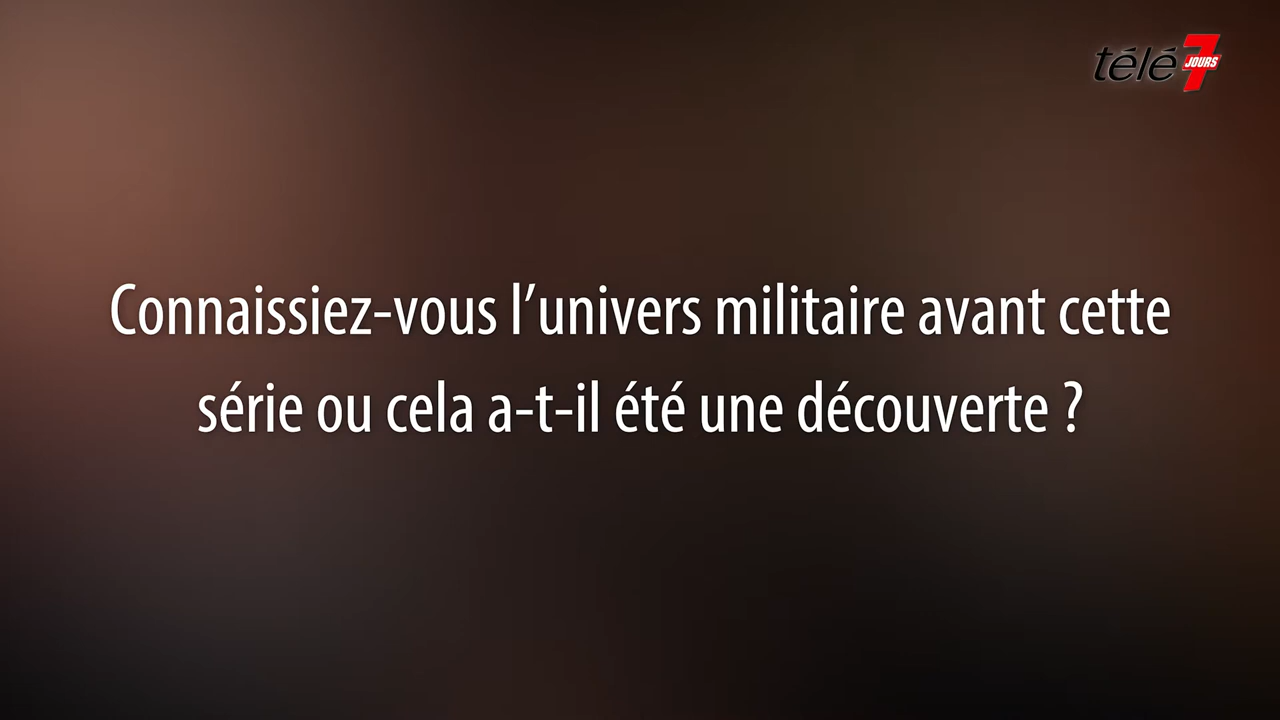 télé 7 JOURS
Connaissiez-vous l’univers militaire avant cette
série ou cela a-t-il été une découverte ?